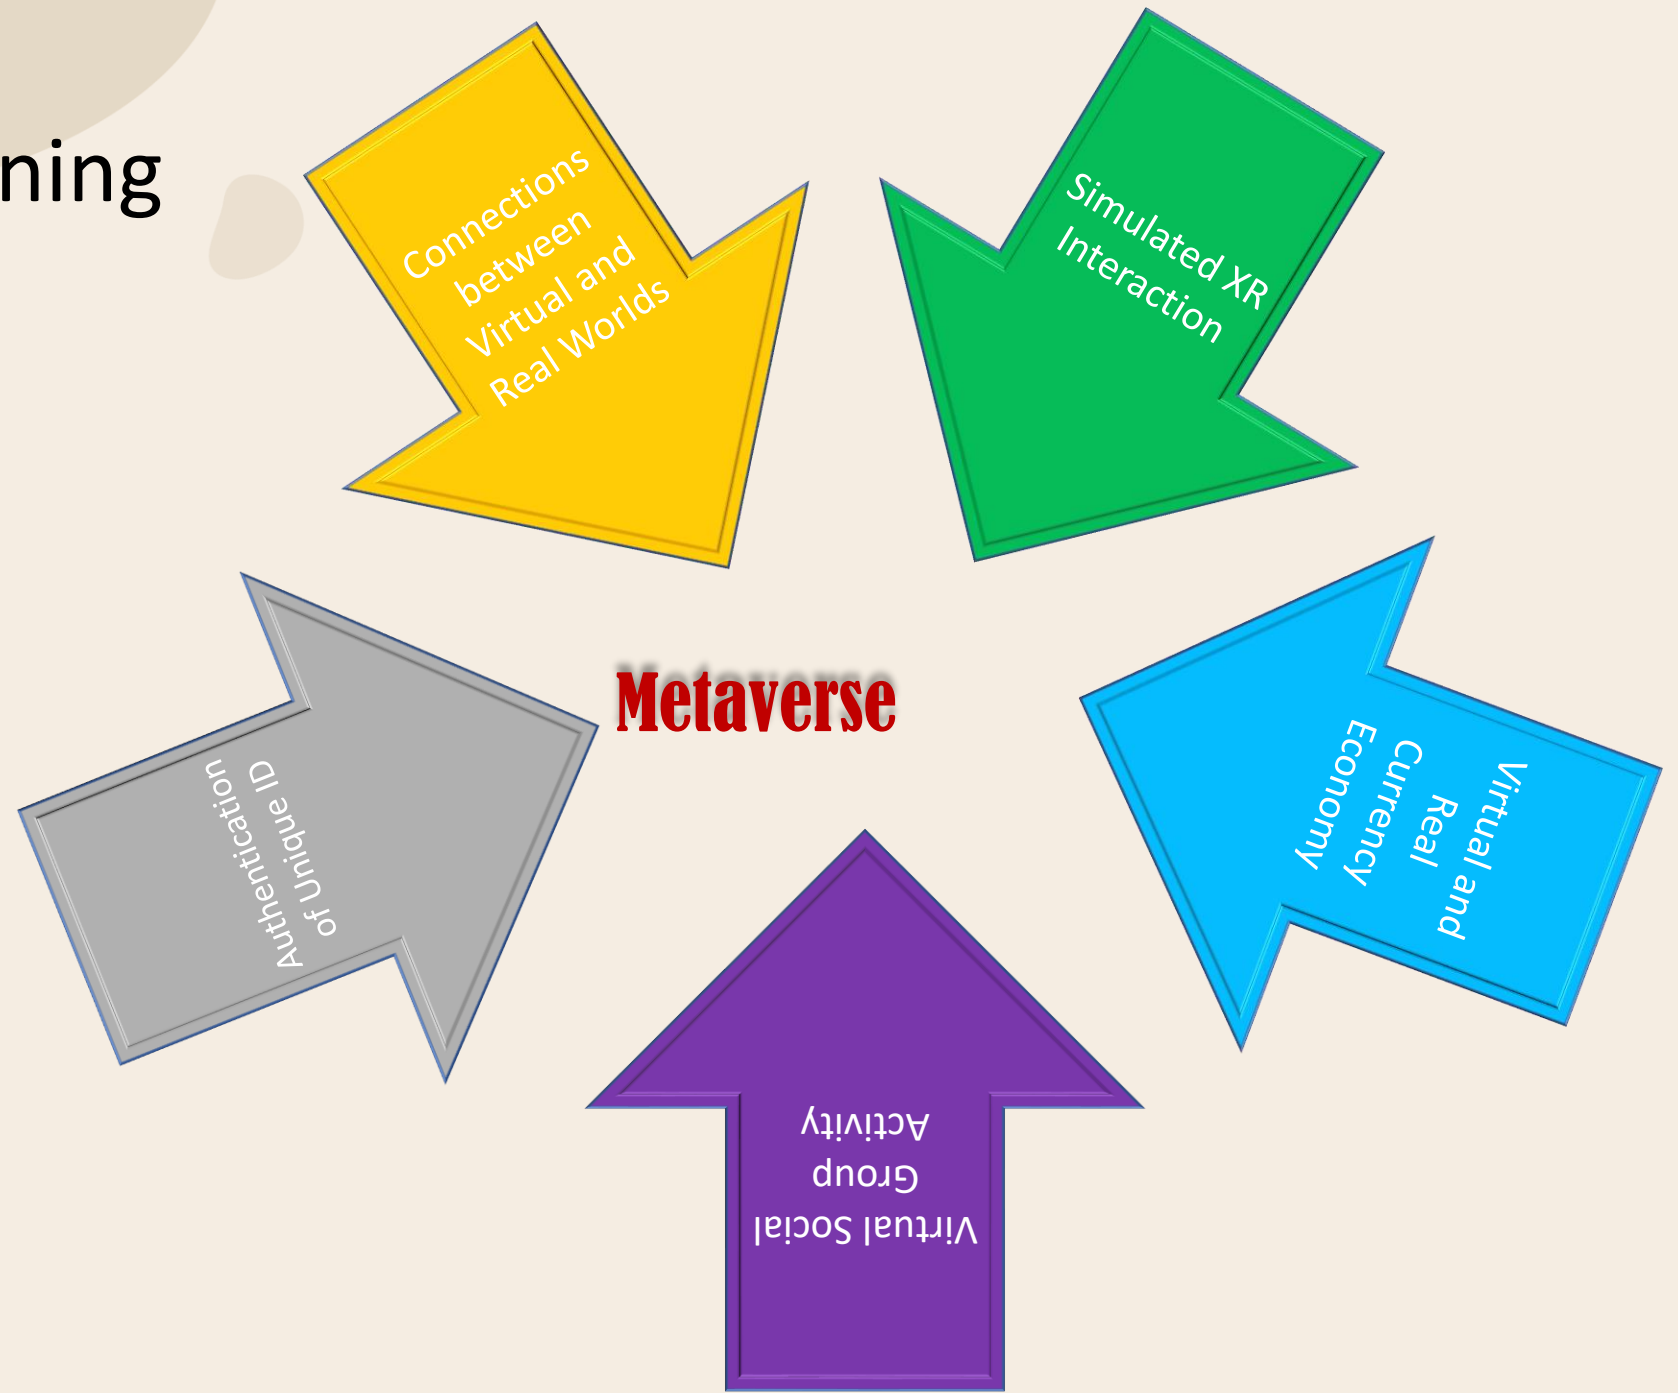 ning
Connections
between
Virtual and
Real Worlds
Simulated XR
Interaction
Metaverse
Authentication
of Unique ID
Virtual and
Real
Currency
Economy
Virtual Social
Group
Activity